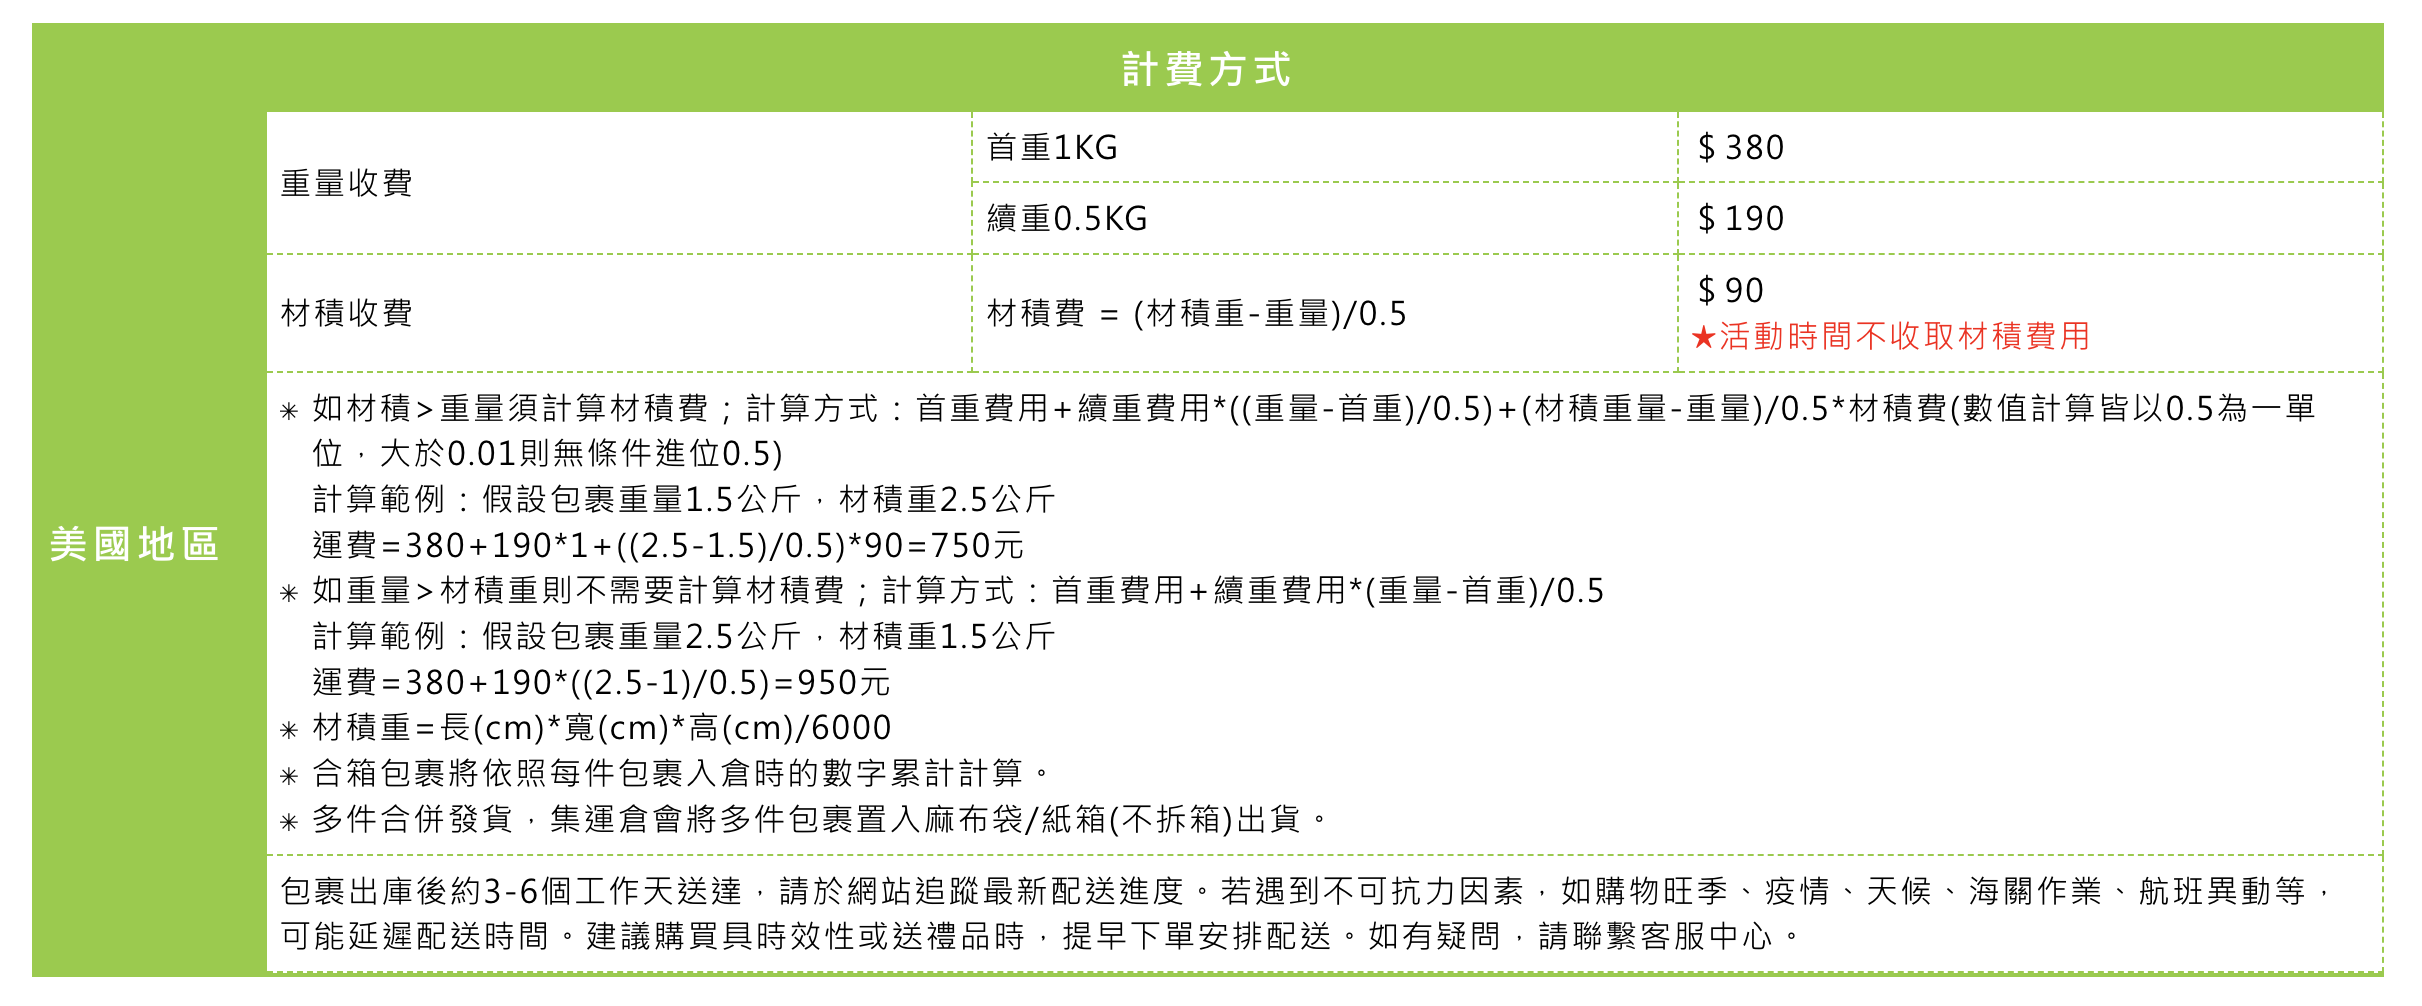 計費方式
美國地區
重量收費
首重1KG
$ 380
續重0.5KG
$ 190
材積收費
材積費 = (材積重-重量)/0.5
$ 90
★活動時間不收取材積費用
✳ 如材積>重量須計算材積費；計算方式：首重費用+續重費用*((重量-首重)/0.5)+(材積重量-重量)/0.5*材積費(數值計算皆以0.5為一單
位，大於0.01則無條件進位0.5)
計算範例：假設包裹重量1.5公斤，材積重2.5公斤
運費=380+190*1+((2.5-1.5)/0.5)*90=750元
✳ 如重量>材積重則不需要計算材積費；計算方式：首重費用+續重費用*(重量-首重)/0.5
計算範例：假設包裹重量2.5公斤，材積重1.5公斤
運費=380+190*((2.5-1)/0.5)=950元
✳ 材積重=長(cm)*寬(cm)*高(cm)/6000
✳ 合箱包裹將依照每件包裹入倉時的數字累計計算。
✳ 多件合併發貨，集運倉會將多件包裹置入麻布袋/紙箱(不拆箱)出貨。
包裹出庫後約3-6個工作天送達，請於網站追蹤最新配送進度。若遇到不可抗力因素，如購物旺季、疫情、天候、海關作業、航班異動等，
可能延遲配送時間。建議購買具時效性或送禮品時，提早下單安排配送。如有疑問，請聯繫客服中心。